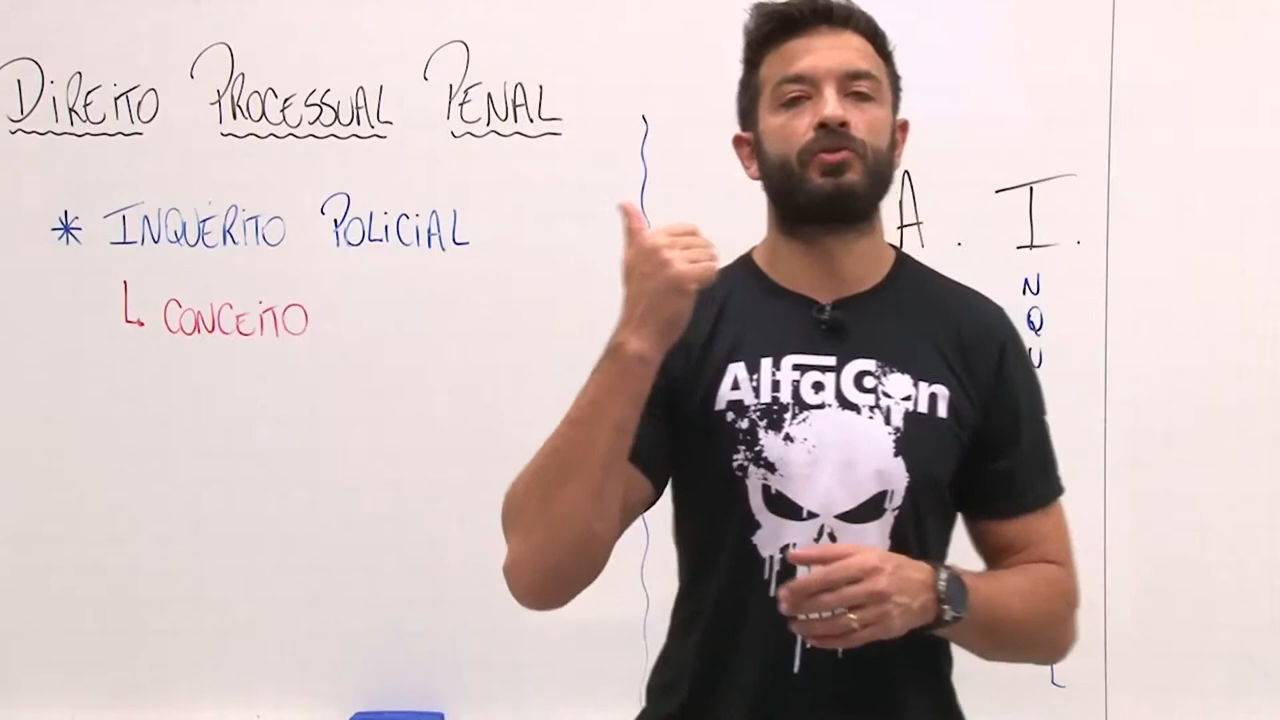 DIREITO PROCESSUAL PENAL
* INQUÉRITO POLICIAL
↳ CONCEITO
A. I.
N
Q
U
AlfaCon